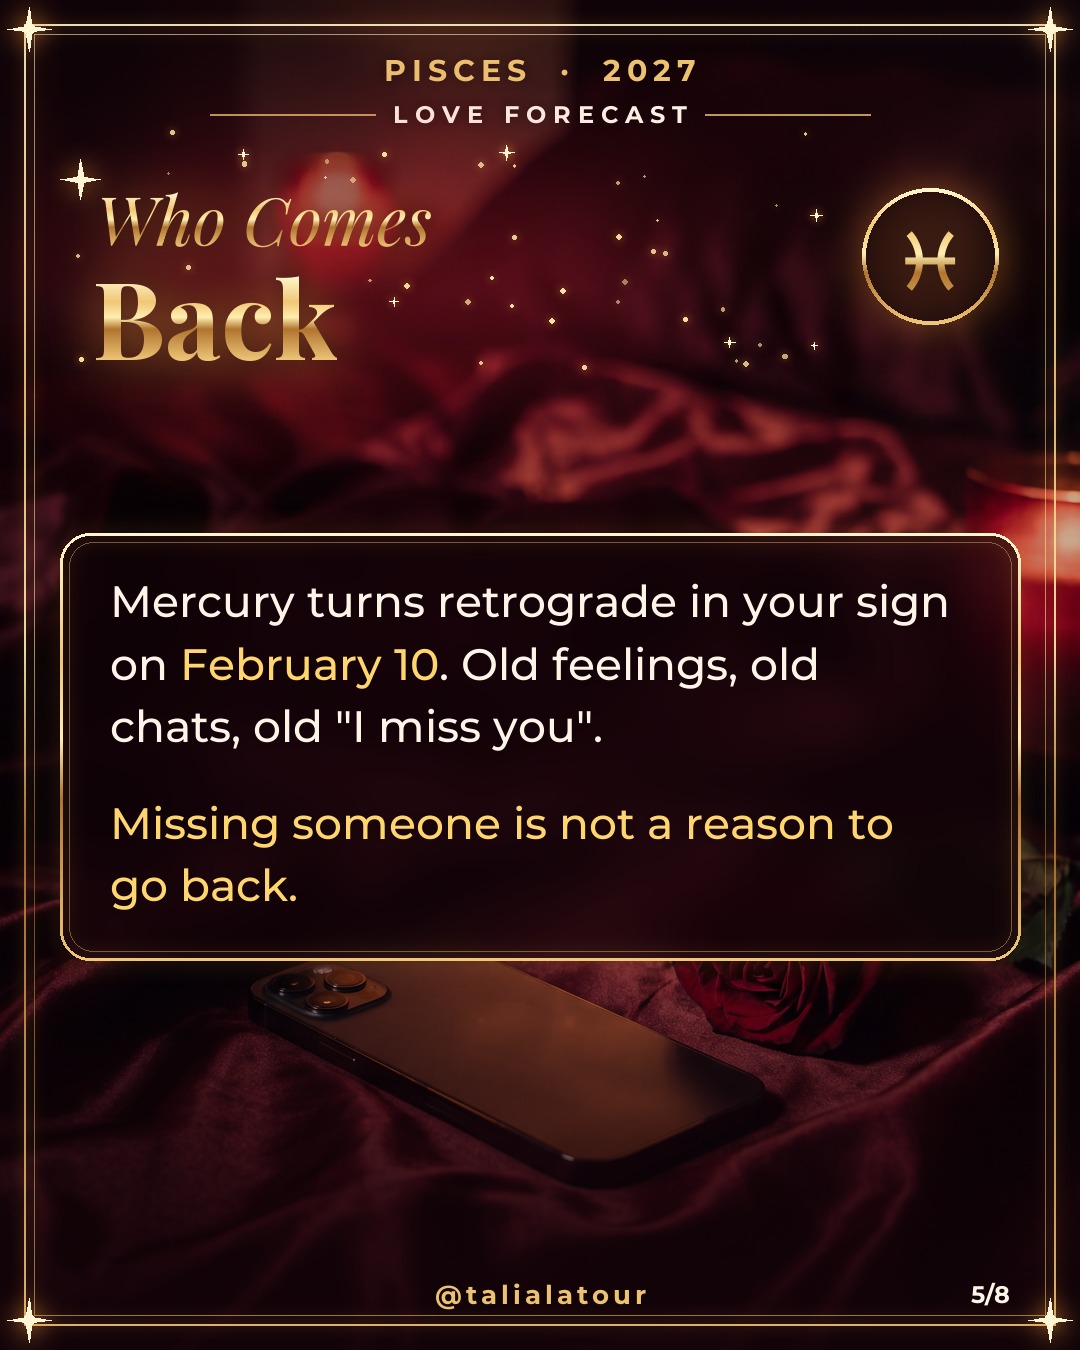 PISCES · 2027
LOVE FORECAST
Who Comes
Back
♓
Mercury turns retrograde in your sign
on February 10. Old feelings, old
chats, old "I miss you".
Missing someone is not a reason to
go back.
@talialatour
5/8